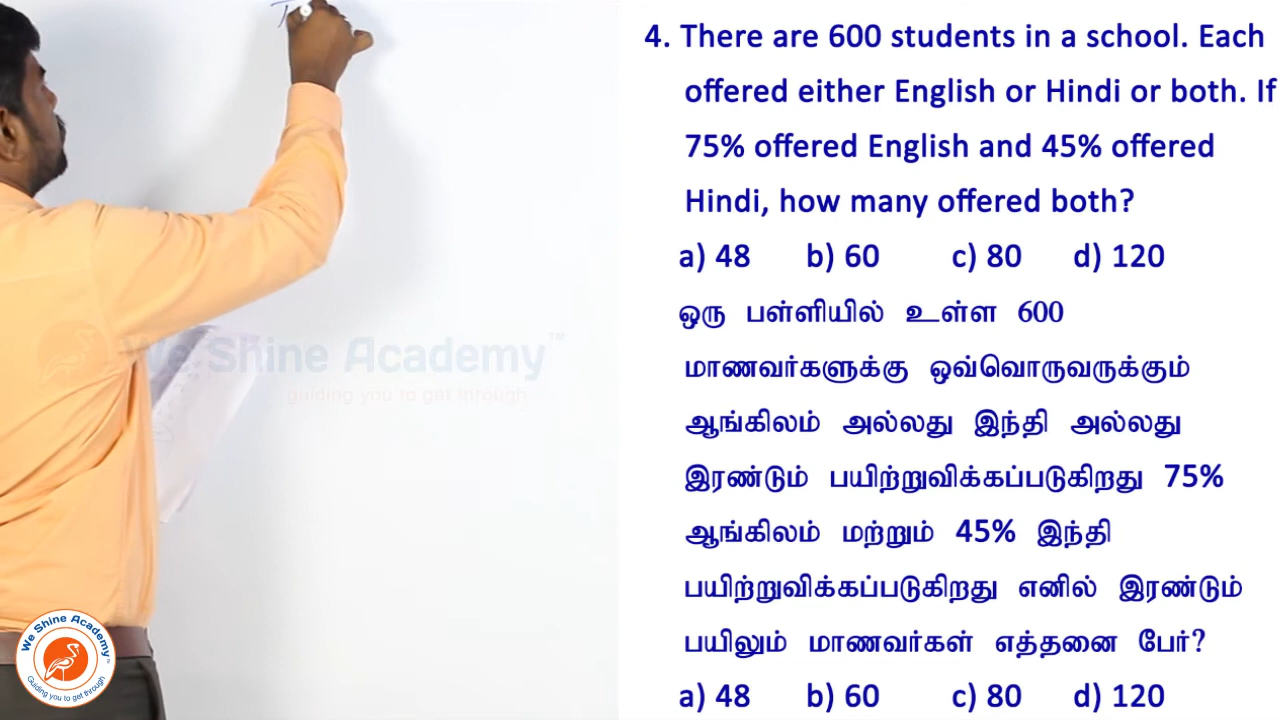 4. There are 600 students in a school. Each
offered either English or Hindi or both. If
75% offered English and 45% offered
Hindi, how many offered both?
a) 48 b) 60 c) 80 d) 120
ஒரு பள்ளியில் உள்ள 600
மாணவர்களுக்கு ஒவ்வொருவருக்கும்
ஆங்கிலம் அல்லது இந்தி அல்லது
இரண்டும் பயிற்றுவிக்கப்படுகிறது 75%
ஆங்கிலம் மற்றும் 45% இந்தி
பயிற்றுவிக்கப்படுகிறது எனில் இரண்டும்
பயிலும் மாணவர்கள் எத்தனை பேர்?
a) 48 b) 60 c) 80 d) 120
We Shine Academy™
guiding you to get through
We Shine Academy
Guiding you to get through